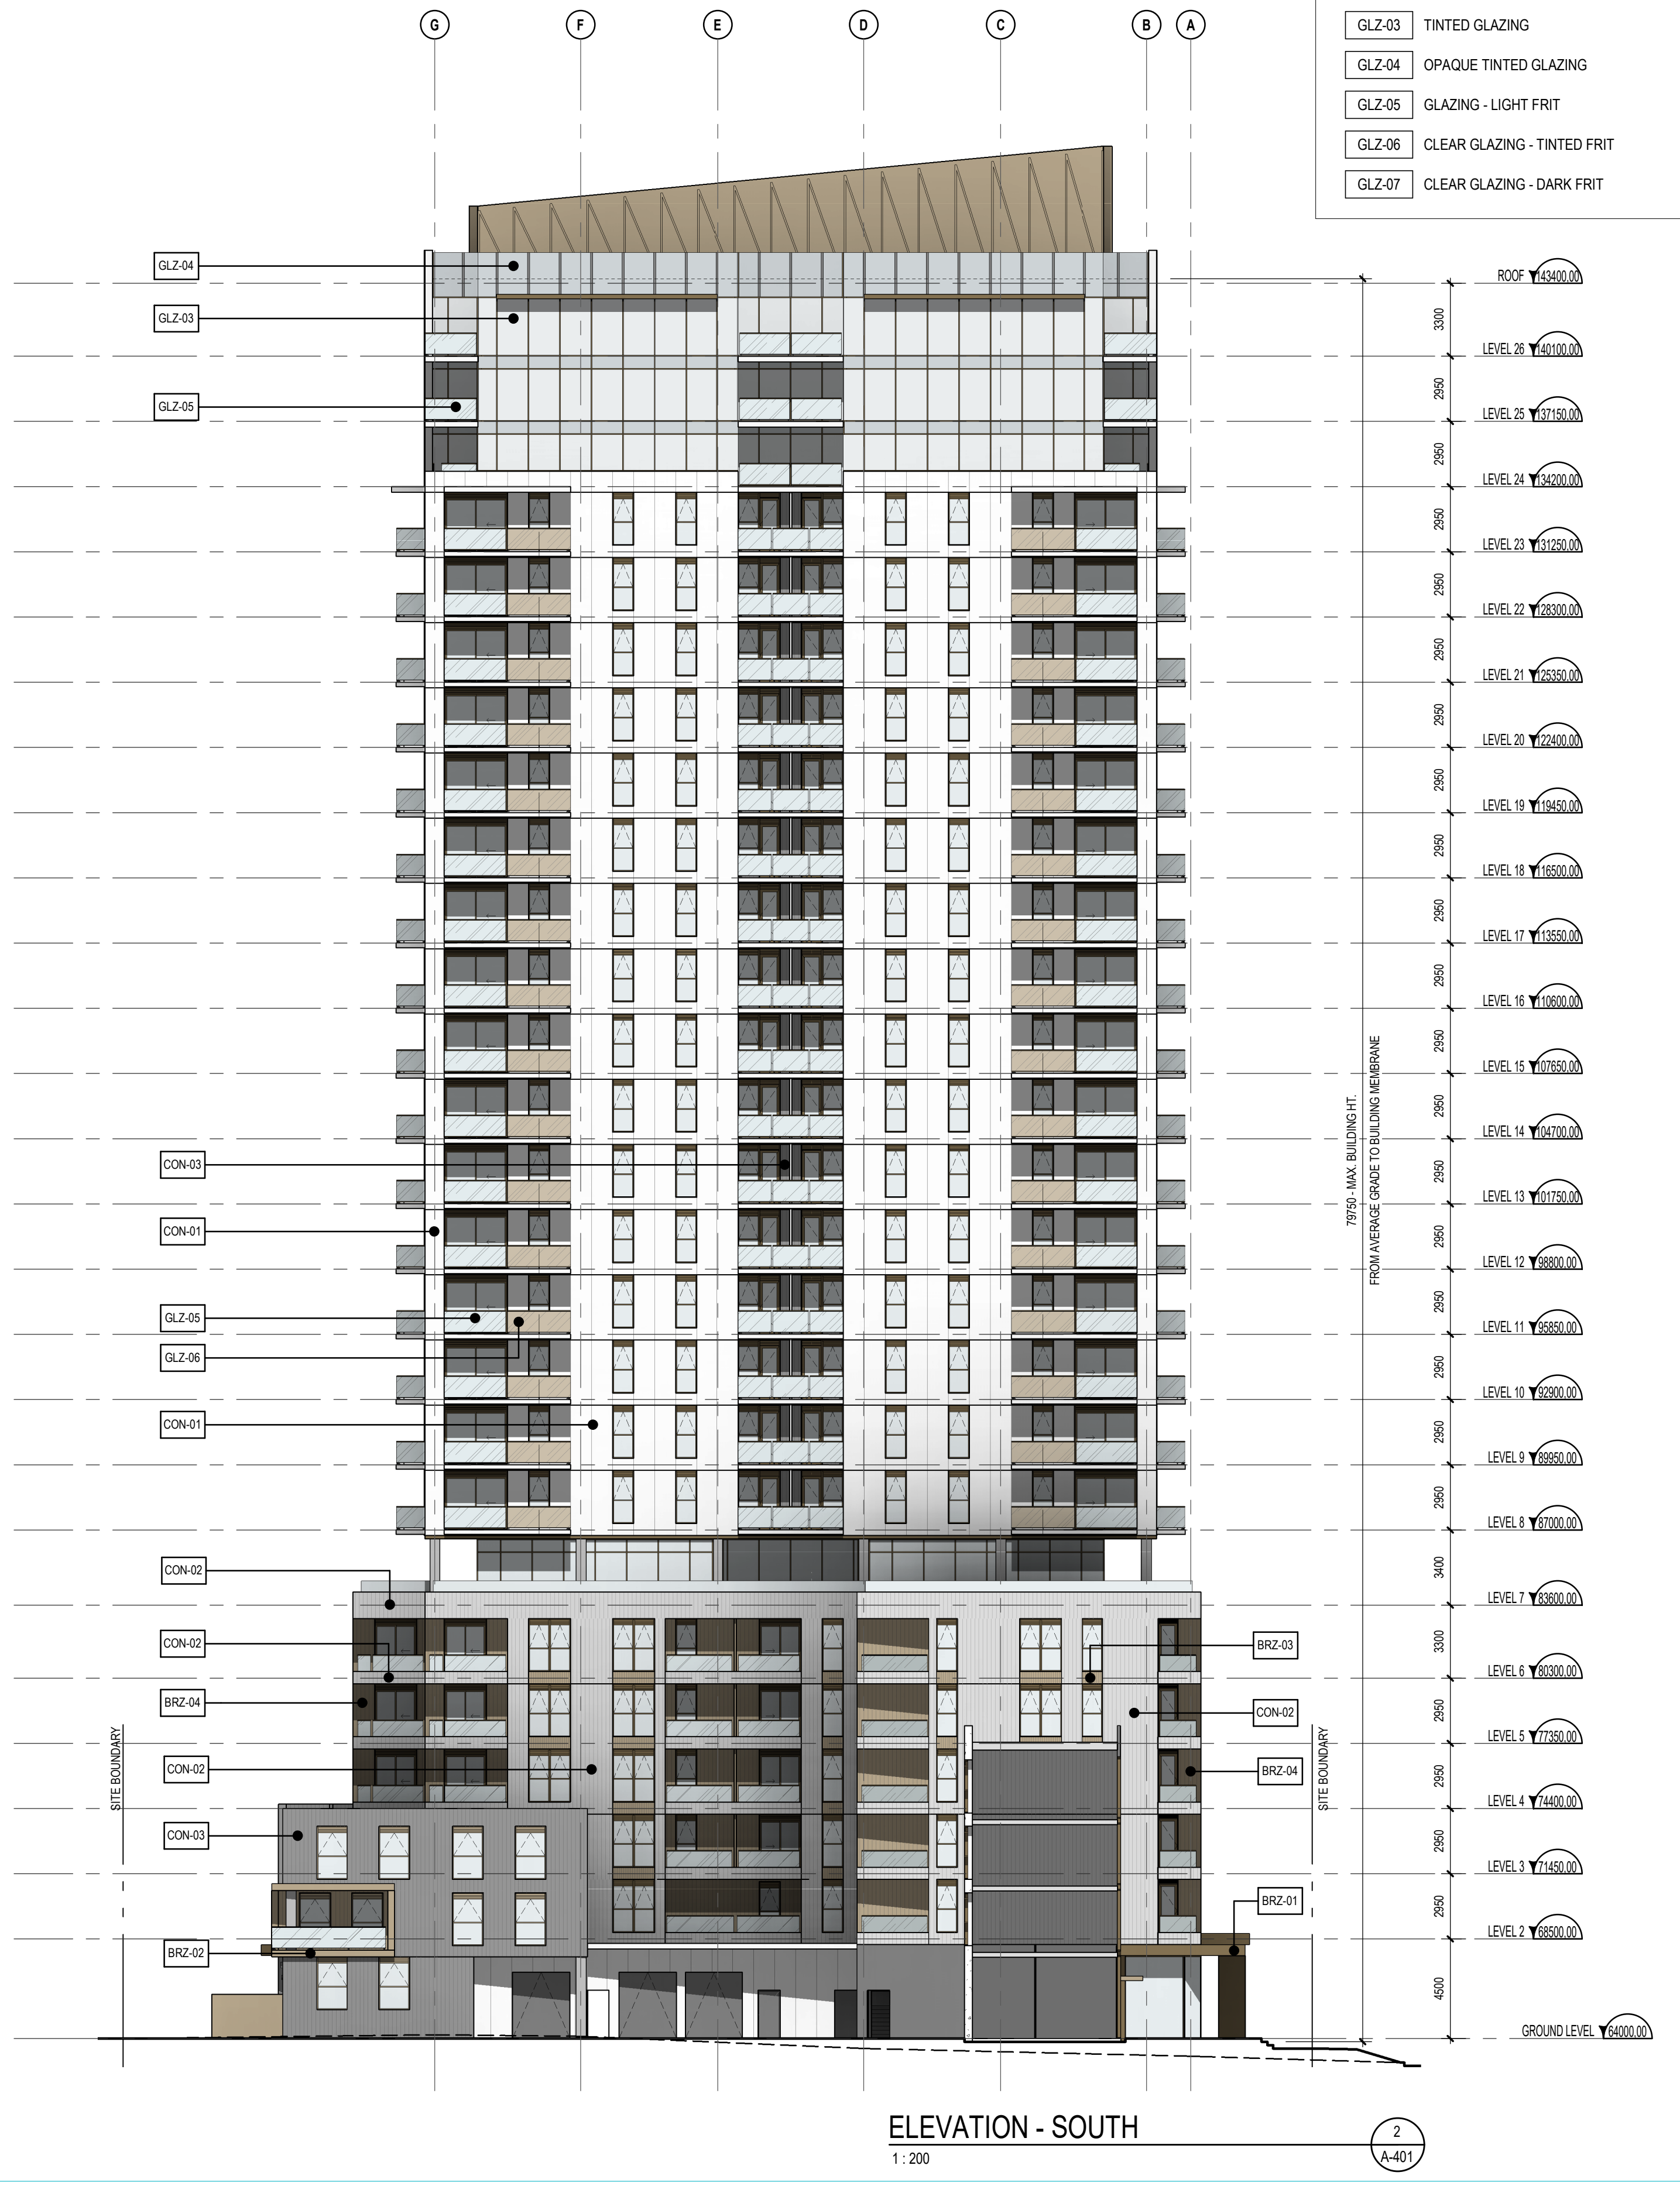 G F E D C B A
GLZ-03 TINTED GLAZING
GLZ-04 OPAQUE TINTED GLAZING
GLZ-05 GLAZING - LIGHT FRIT
GLZ-06 CLEAR GLAZING - TINTED FRIT
GLZ-07 CLEAR GLAZING - DARK FRIT
GLZ-04
ROOF 143400.00
GLZ-03
3300
LEVEL 26 140100.00
2950
GLZ-05
LEVEL 25 137150.00
2950
LEVEL 24 134200.00
2950
LEVEL 23 131250.00
2950
LEVEL 22 128300.00
2950
LEVEL 21 125350.00
2950
LEVEL 20 122400.00
2950
LEVEL 19 119450.00
2950
LEVEL 18 116500.00
2950
LEVEL 17 113550.00
2950
LEVEL 16 110600.00
2950
LEVEL 15 107650.00
2950
LEVEL 14 104700.00
79750 - MAX. BUILDING HT.
FROM AVERAGE GRADE TO BUILDING MEMBRANE
CON-03
2950
LEVEL 13 101750.00
CON-01
2950
LEVEL 12 98800.00
2950
GLZ-05
LEVEL 11 95850.00
GLZ-06
2950
LEVEL 10 92900.00
CON-01
2950
LEVEL 9 89950.00
2950
LEVEL 8 87000.00
3400
CON-02
LEVEL 7 83600.00
CON-02
BRZ-03
3300
LEVEL 6 80300.00
BRZ-04
CON-02
2950
LEVEL 5 77350.00
SITE BOUNDARY
SITE BOUNDARY
CON-02
BRZ-04
2950
LEVEL 4 74400.00
CON-03
2950
LEVEL 3 71450.00
BRZ-01
2950
LEVEL 2 68500.00
BRZ-02
4500
GROUND LEVEL 64000.00
ELEVATION - SOUTH
1 : 200
2
A-401